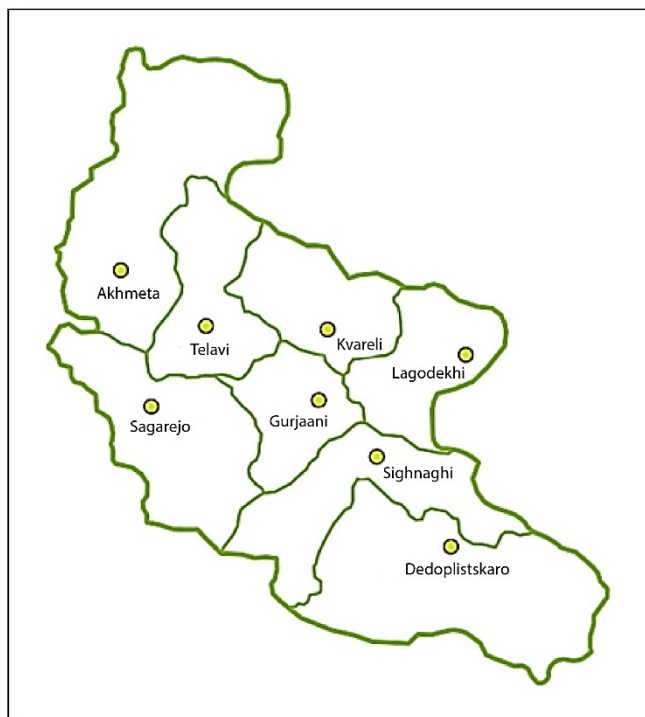 Akhmeta
Telavi
Kvareli
Lagodekhi
Sagarejo
Gurjaani
Sighnaghi
Dedoplistskaro